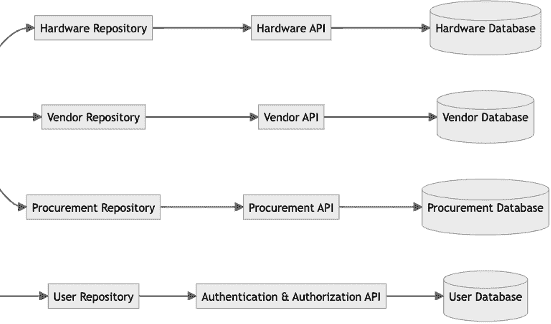 Hardware Repository Hardware API Hardware Database
Vendor Repository Vendor API Vendor Database
Procurement Repository Procurement API Procurement Database
User Repository Authentication & Authorization API User Database